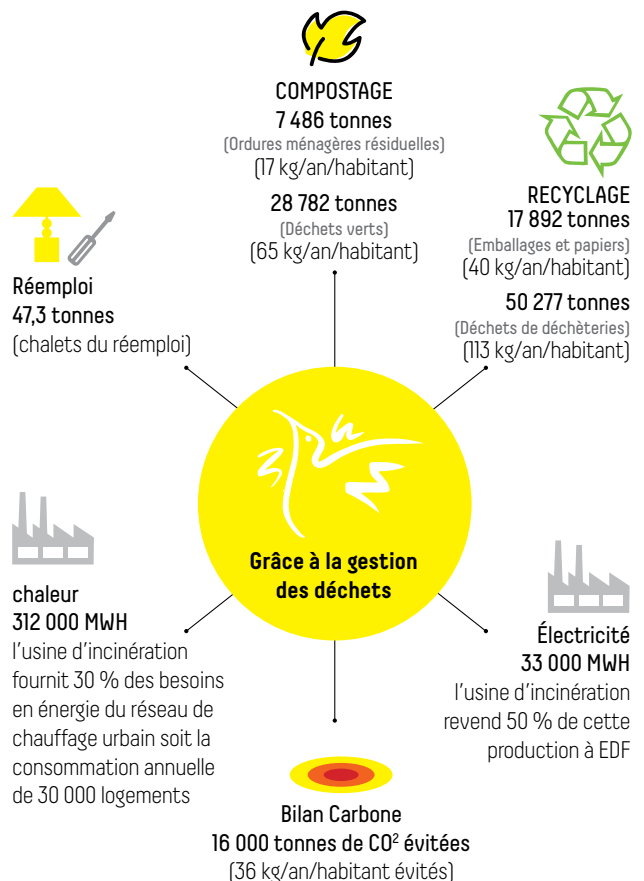 COMPOSTAGE
7 486 tonnes
(Ordures ménagères résiduelles)
(17 kg/an/habitant)
28 782 tonnes
(Déchets verts)
(65 kg/an/habitant)
RECYCLAGE
17 892 tonnes
(Emballages et papiers)
(40 kg/an/habitant)
50 277 tonnes
(Déchets de déchèteries)
(113 kg/an/habitant)
Réemploi
47,3 tonnes
(chalets du réemploi)
Grâce à la gestion
des déchets
chaleur
312 000 MWH
l'usine d'incinération
fournit 30 % des besoins
en énergie du réseau de
chauffage urbain soit la
consommation annuelle
de 30 000 logements
Électricité
33 000 MWH
l'usine d'incinération
revend 50 % de cette
production à EDF
Bilan Carbone
16 000 tonnes de CO² évitées
(36 kg/an/habitant évités)